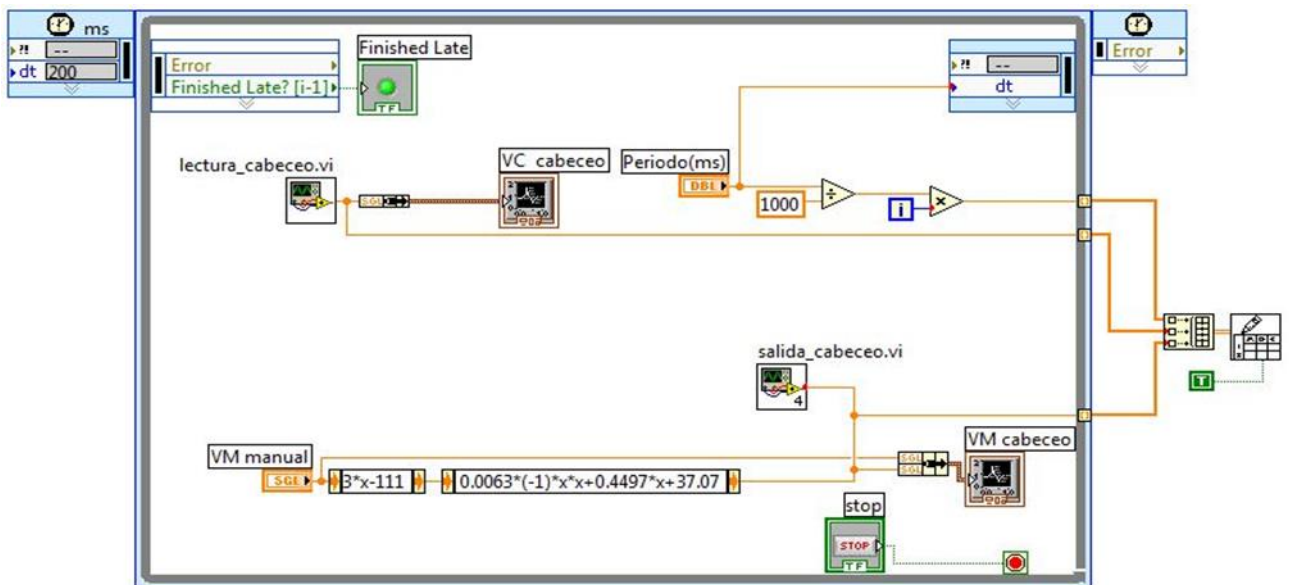 ms
?! --
dt 200
Error
Finished Late? [i-1]
Finished Late
TF
?! --
dt
Error
lectura_cabeceo.vi
SGL
VC cabeceo
Periodo(ms)
DBL
1000
÷
i
×
salida_cabeceo.vi
4
T
VM manual
SGL
3*x-111
0.0063*(-1)*x*x+0.4497*x+37.07
SGL
SGL
VM cabeceo
stop
STOP
TF